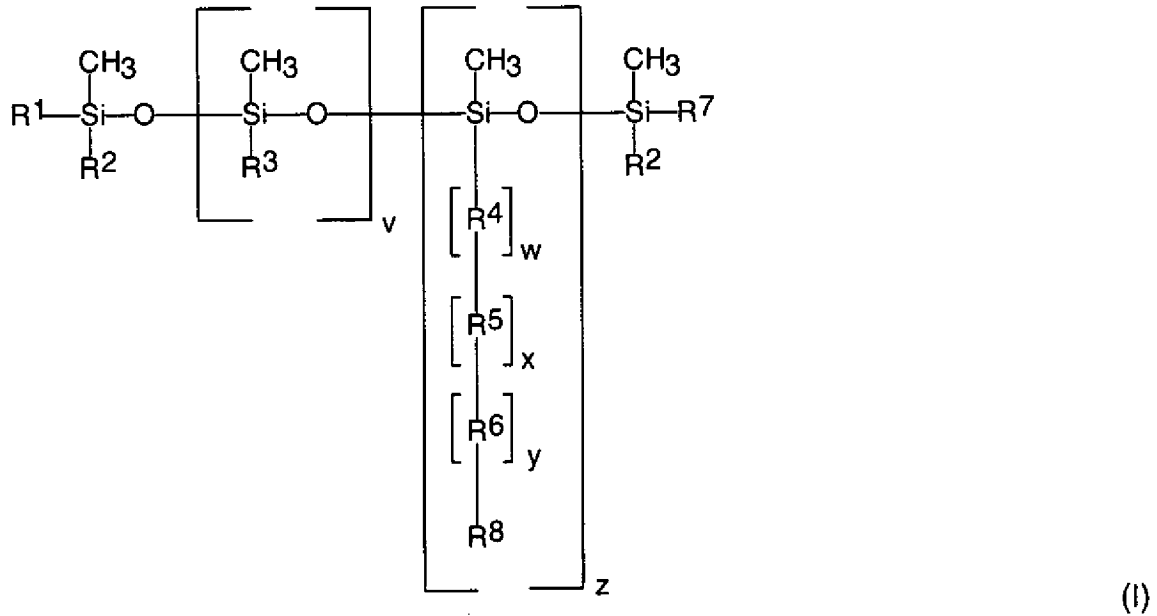 CH3 CH3 CH3 CH3
R1 Si O Si O Si O Si R7
R2 R3 R2
v
R4
w
R5
x
R6
y
R8
z
(I)